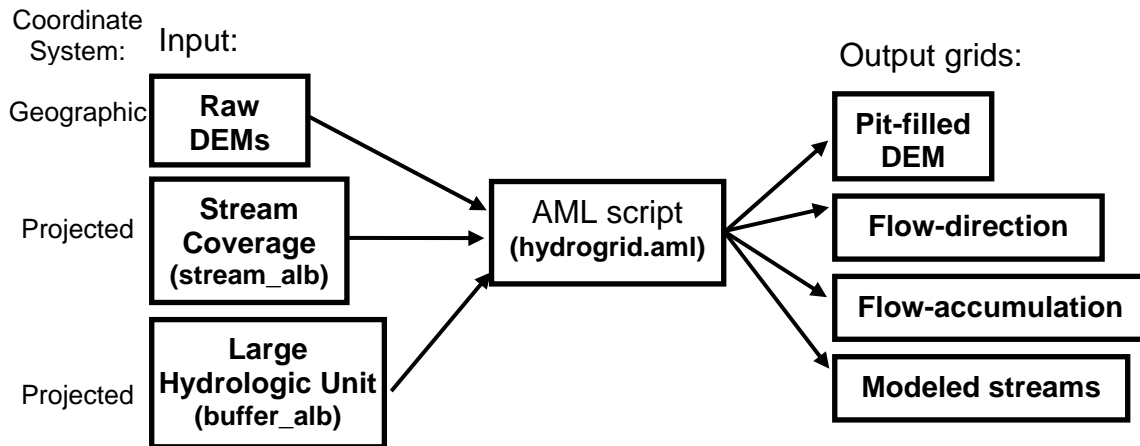 Coordinate
System:
Input:
Geographic
Raw
DEMs
Projected
Stream
Coverage
(stream_alb)
Projected
Large
Hydrologic Unit
(buffer_alb)
AML script
(hydrogrid.aml)
Output grids:
Pit-filled
DEM
Flow-direction
Flow-accumulation
Modeled streams